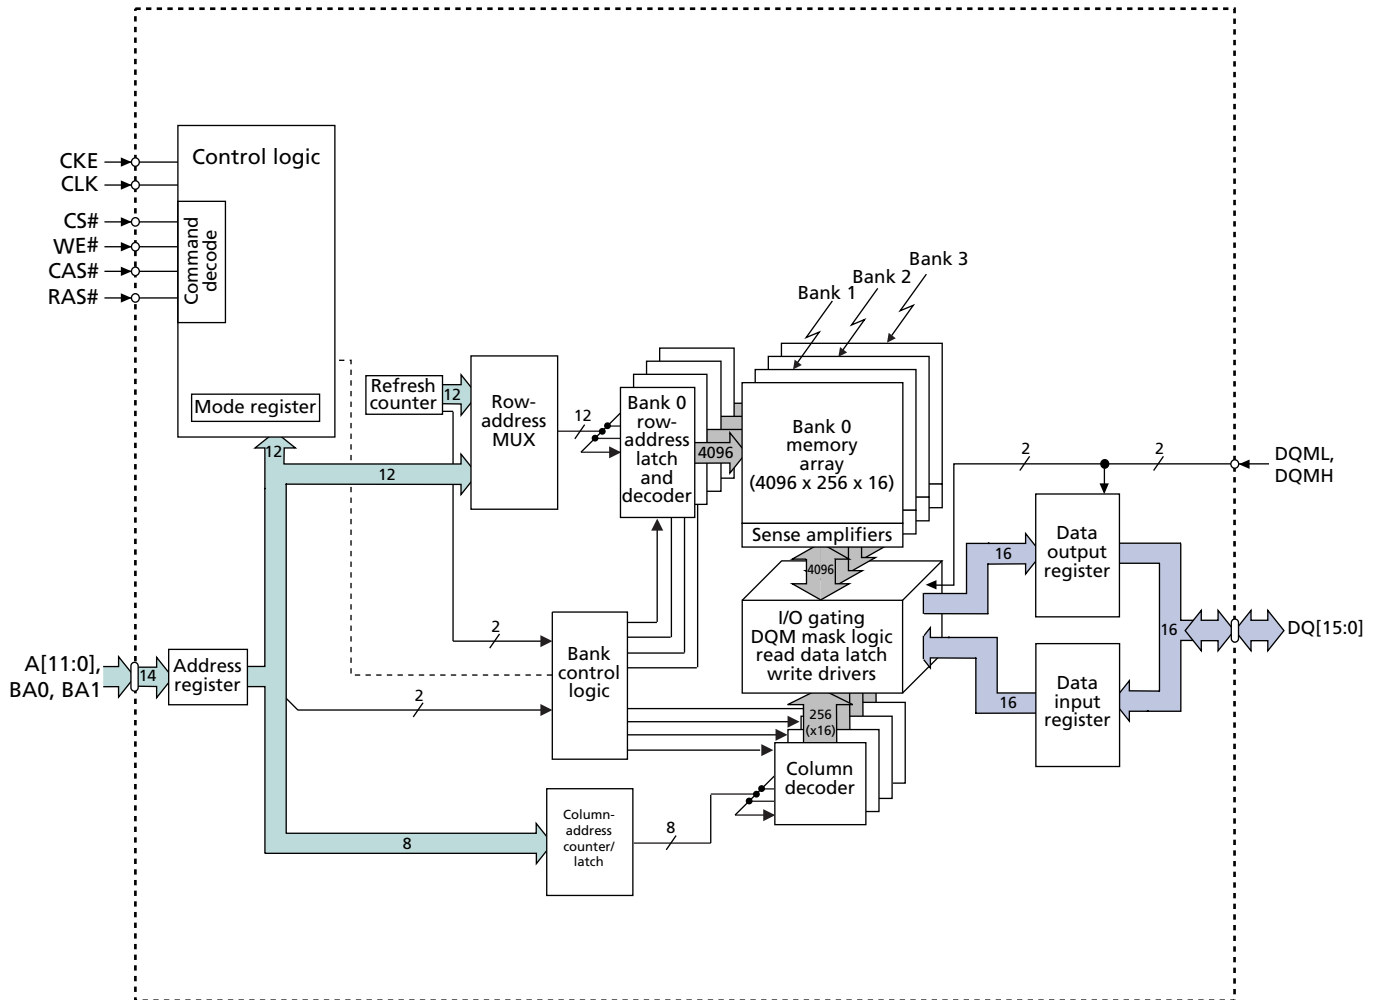 CKE
CLK
CS#
WE#
CAS#
RAS#
Control logic
Command
decode
Mode register
Bank 3
Bank 2
Bank 1
Refresh
counter
12
Row-
address
MUX
12
Bank 0
row-
address
latch
and
decoder
4096
Bank 0
memory
array
(4096 x 256 x 16)
Sense amplifiers
12
12
2
2
DQML,
DQMH
4096
16
Data
output
register
I/O gating
DQM mask logic
read data latch
write drivers
16
DQ[15:0]
2
Bank
control
logic
A[11:0],
BA0, BA1
14
Address
register
2
16
Data
input
register
256
(x16)
Column
decoder
Column-
address
counter/
latch
8
8